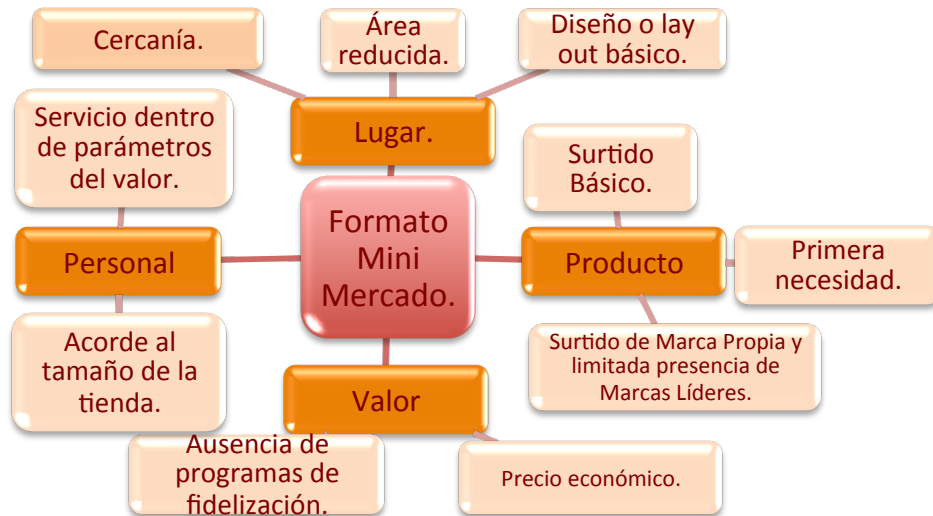 Cercanía.
Área
reducida.
Diseño o lay
out básico.
Lugar.
Servicio dentro
de parámetros
del valor.
Surtido
Básico.
Formato
Mini
Mercado.
Personal
Producto
Primera
necesidad.
Acorde al
tamaño de la
tienda.
Surtido de Marca Propia y
limitada presencia de
Marcas Líderes.
Valor
Ausencia de
programas de
fidelización.
Precio económico.